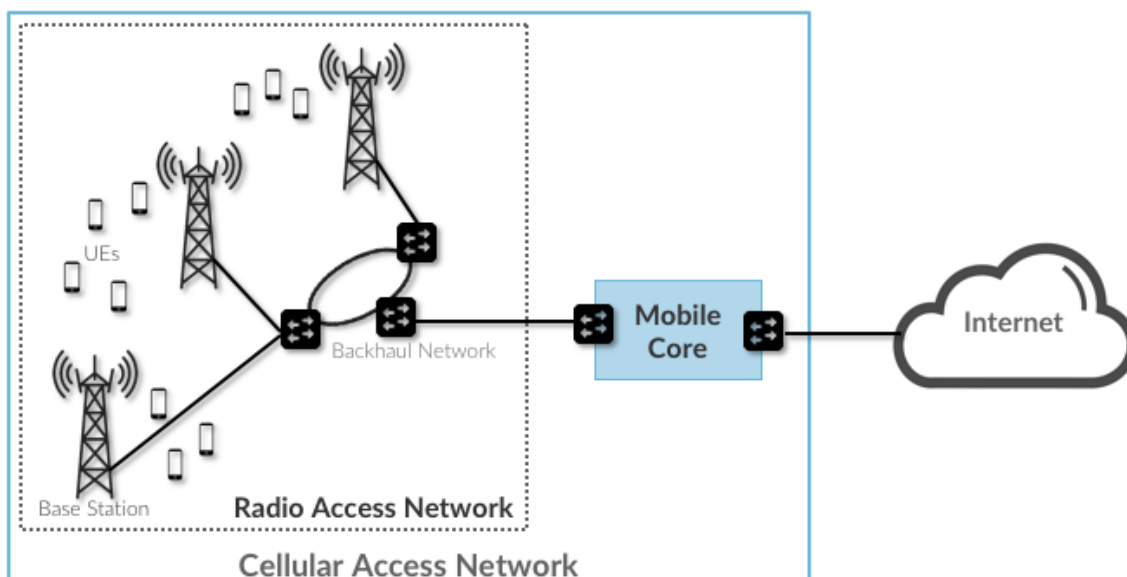 UEs
Backhaul Network
Base Station
Radio Access Network
Cellular Access Network
Mobile
Core
Internet